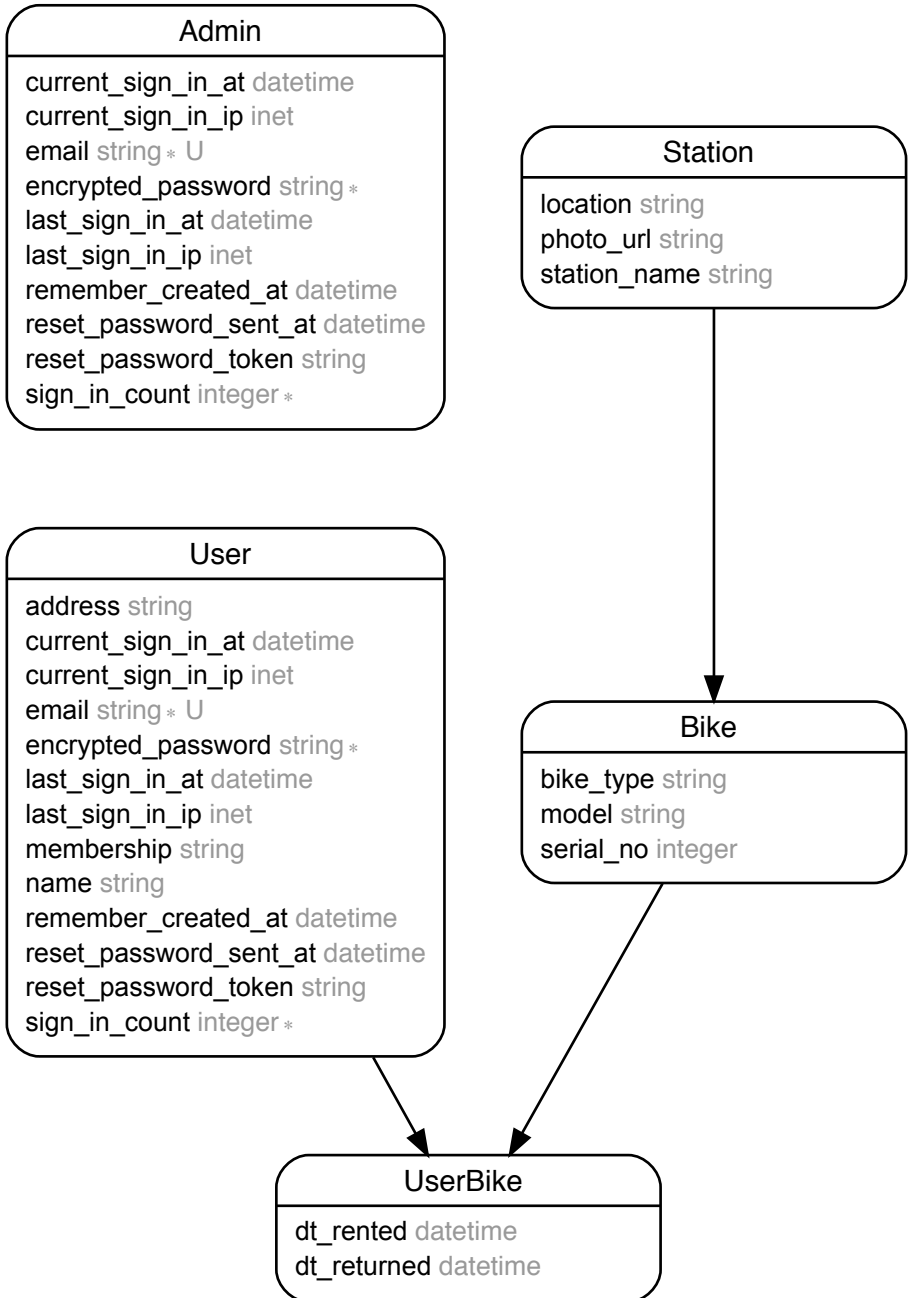 Admin
current_sign_in_at datetime
current_sign_in_ip inet
email string * U
encrypted_password string *
last_sign_in_at datetime
last_sign_in_ip inet
remember_created_at datetime
reset_password_sent_at datetime
reset_password_token string
sign_in_count integer *
Station
location string
photo_url string
station_name string
User
address string
current_sign_in_at datetime
current_sign_in_ip inet
email string * U
encrypted_password string *
last_sign_in_at datetime
last_sign_in_ip inet
membership string
name string
remember_created_at datetime
reset_password_sent_at datetime
reset_password_token string
sign_in_count integer *
Bike
bike_type string
model string
serial_no integer
UserBike
dt_rented datetime
dt_returned datetime